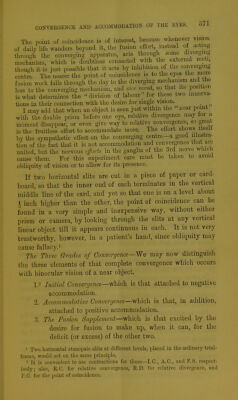 CONVERGENCE AND ACCOMMODATION OF THE EYES. 571
The point of coincidence is of interest, because whenever vision
of daily life wanders beyond it, the fusion effort, instead of acting
through the converging apparatus, acts through some diverging
mechanism, which is doubtless connected with the external recti,
though it is just possible that it acts by inhibition of the converging
centre. The nearer the point of coincidence is to the eyes the more
fusion work falls through the day to the diverging mechanism and the
less to the converging mechanism, and vice versâ, so that its position
is what determines the “division of labour” for these two innerva-
tions in their connection with the desire for single vision.
I may add that when an object is seen just within the “near point”
with the double prism before one eye, relative divergence may for a
moment disappear, or even give way to relative convergence, so great
is the fruitless effort to accommodate more. The effort shows itself
by the sympathetic effect on the converging centre—a good illustra-
tion of the fact that it is not accommodation and convergence that are
united, but the nervous efforts in the ganglia of the 3rd nerve which
cause them. For this experiment care must be taken to avoid
obliquity of vision or to allow for its presence.
If two horizontal slits are cut in a piece of paper or card-
board, so that the inner end of each terminates in the vertical
middle line of the card, and yet so that one is on a level about
⅛ inch higher than the other, the point of coincidence can be
found in a very simple and inexpensive way, without either
prism or camera, by looking through the slits at any vertical
linear object till it appears continuous in each. It is not very
trustworthy, however, in a patient's hand, since obliquity may
cause fallacy.¹
The Three Grades of Convergence—We may now distinguish
the three elements of that complete convergence which occurs
with binocular vision of a near object.
1.² Initial Convergence—which is that attached to negative
accommodation.
2. Accommodative Convergence—which is that, in addition,
attached to positive accommodation.
3. The Fusion Supplement—which is that excited by the
desire for fusion to make up, when it can, for the
deficit (or excess) of the other two.
¹ Two horizontal stenopaic slits at different levels, placed in the ordinary trial-
frame, would act on the same principle.
² It is convenient to use contractions for these—I.C., A.C., and F.S. respect-
ively; also, R.C. for relative convergence, R.D. for relative divergence, and
P.C. for the point of coincidence.